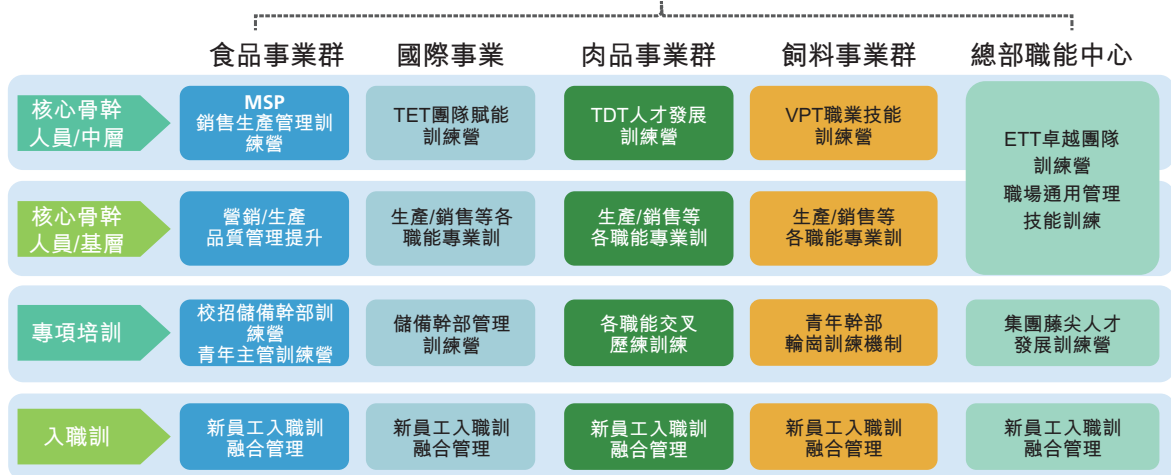 食品事業群
國際事業
肉品事業群
飼料事業群
總部職能中心
核心骨幹
人員/中層
MSP
銷售生產管理訓
練營
TET團隊賦能
訓練營
TDT人才發展
訓練營
VPT職業技能
訓練營
ETT卓越團隊
訓練營
職場通用管理
技能訓練
核心骨幹
人員/基層
營銷/生產
品質管理提升
生產/銷售等各
職能專業訓
生產/銷售等
各職能專業訓
生產/銷售等
各職能專業訓
專項培訓
校招儲備幹部訓
練營
青年主管訓練營
儲備幹部管理
訓練營
各職能交叉
歷練訓練
青年幹部
輪崗訓練機制
集團藤尖人才
發展訓練營
入職訓
新員工入職訓
融合管理
新員工入職訓
融合管理
新員工入職訓
融合管理
新員工入職訓
融合管理
新員工入職訓
融合管理